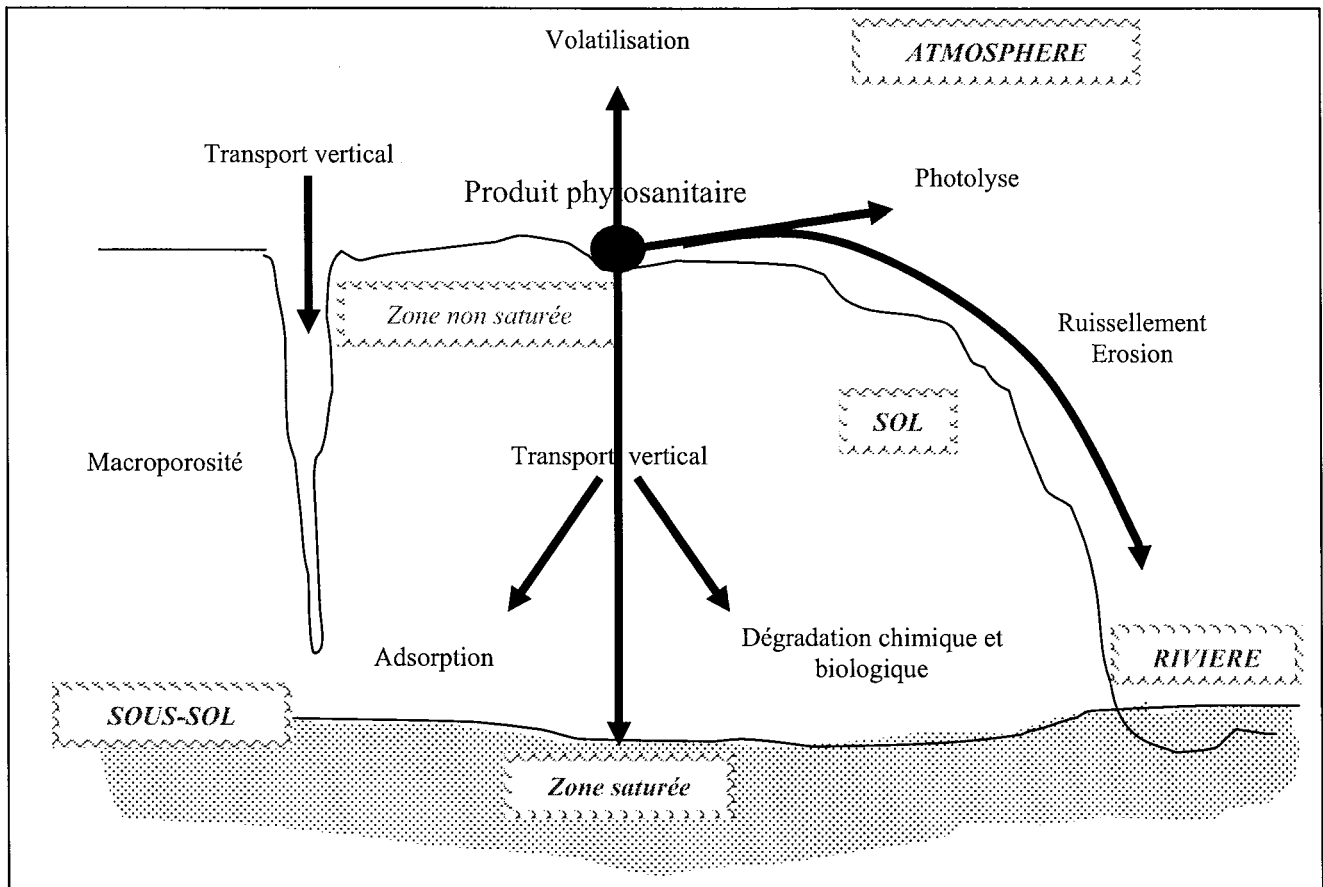 Volatilisation
ATMOSPHERE
Transport vertical
Photolyse
Produit phytosanitaire
Zone non saturée
Ruissellement
Erosion
SOL
Macroporosité
Transport vertical
Adsorption
Dégradation chimique et
biologique
RIVIERE
SOUS-SOL
Zone saturée